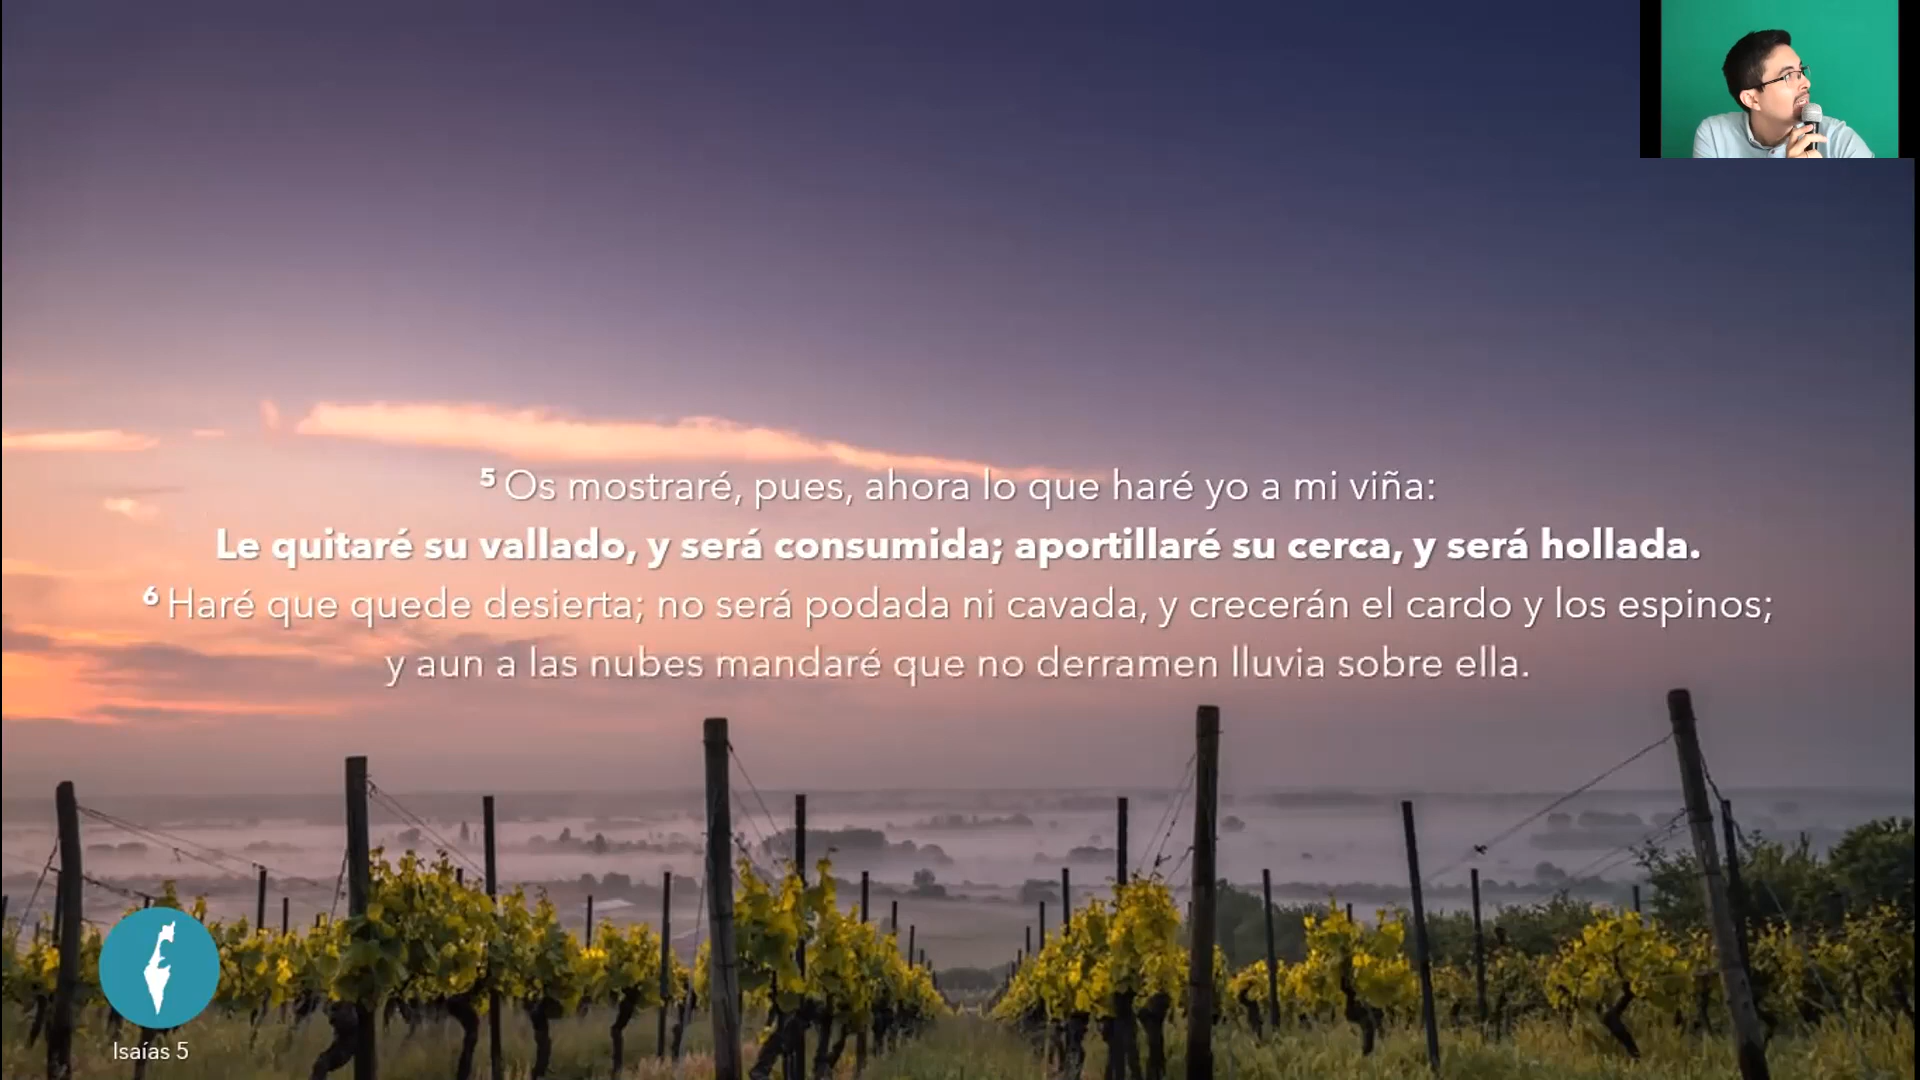 5 Os mostraré, pues, ahora lo que haré yo a mi viña:
Le quitaré su vallado, y será consumida; aportillaré su cerca, y será hollada.
6 Haré que quede desierta; no será podada ni cavada, y crecerán el cardo y los espinos;
y aun a las nubes mandaré que no derramen lluvia sobre ella.
Isaías 5